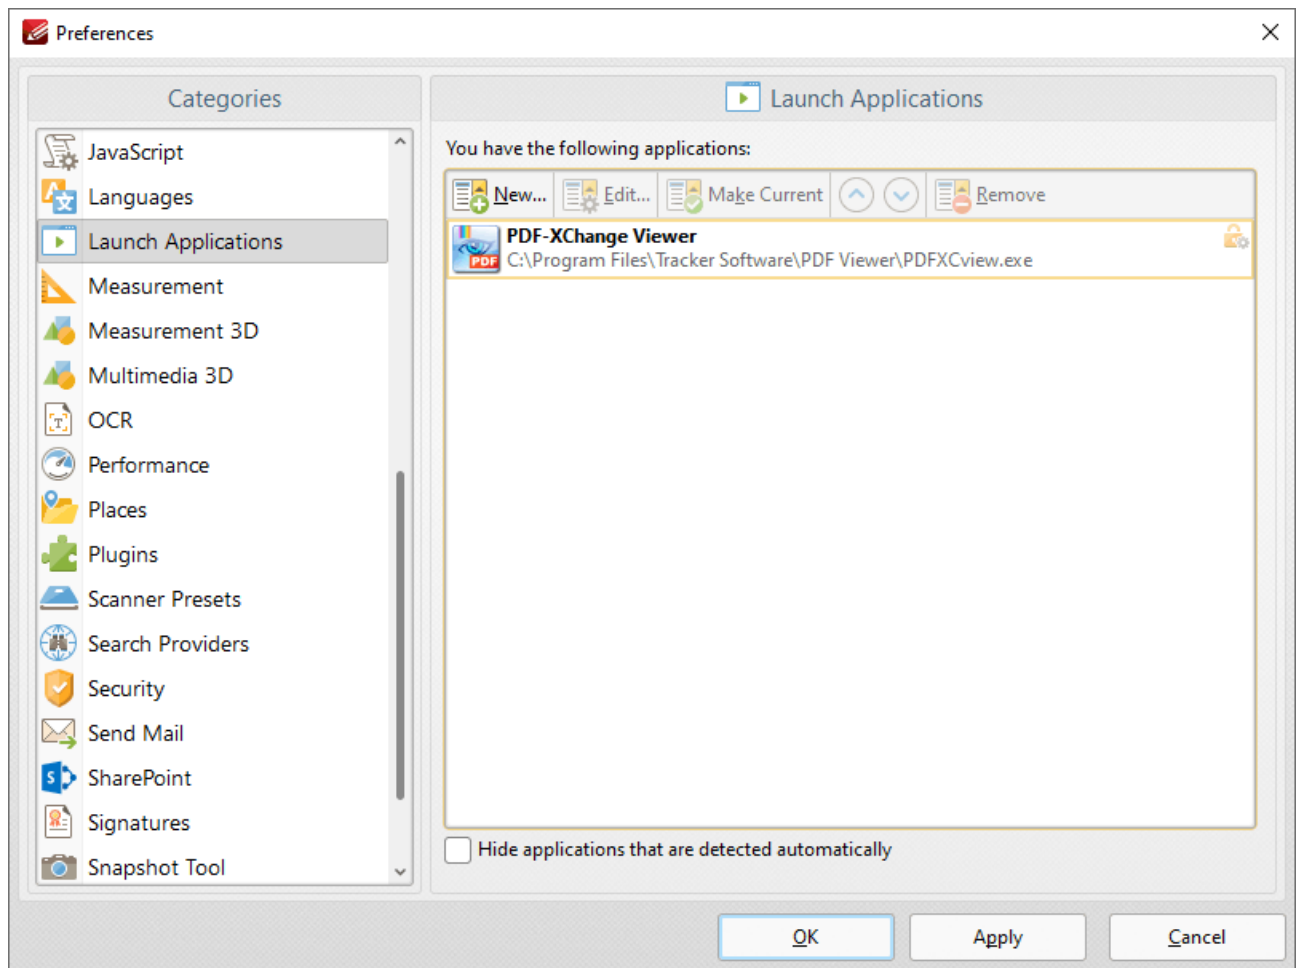 Preferences
Categories
JavaScript
Languages
Launch Applications
Measurement
Measurement 3D
Multimedia 3D
OCR
Performance
Places
Plugins
Scanner Presets
Search Providers
Security
Send Mail
SharePoint
Signatures
Snapshot Tool
Launch Applications
You have the following applications:
New... Edit... Make Current Remove
PDF-XChange Viewer
PDF
C:\Program Files\Tracker Software\PDF Viewer\PDFXCview.exe
Hide applications that are detected automatically
OK Apply Cancel